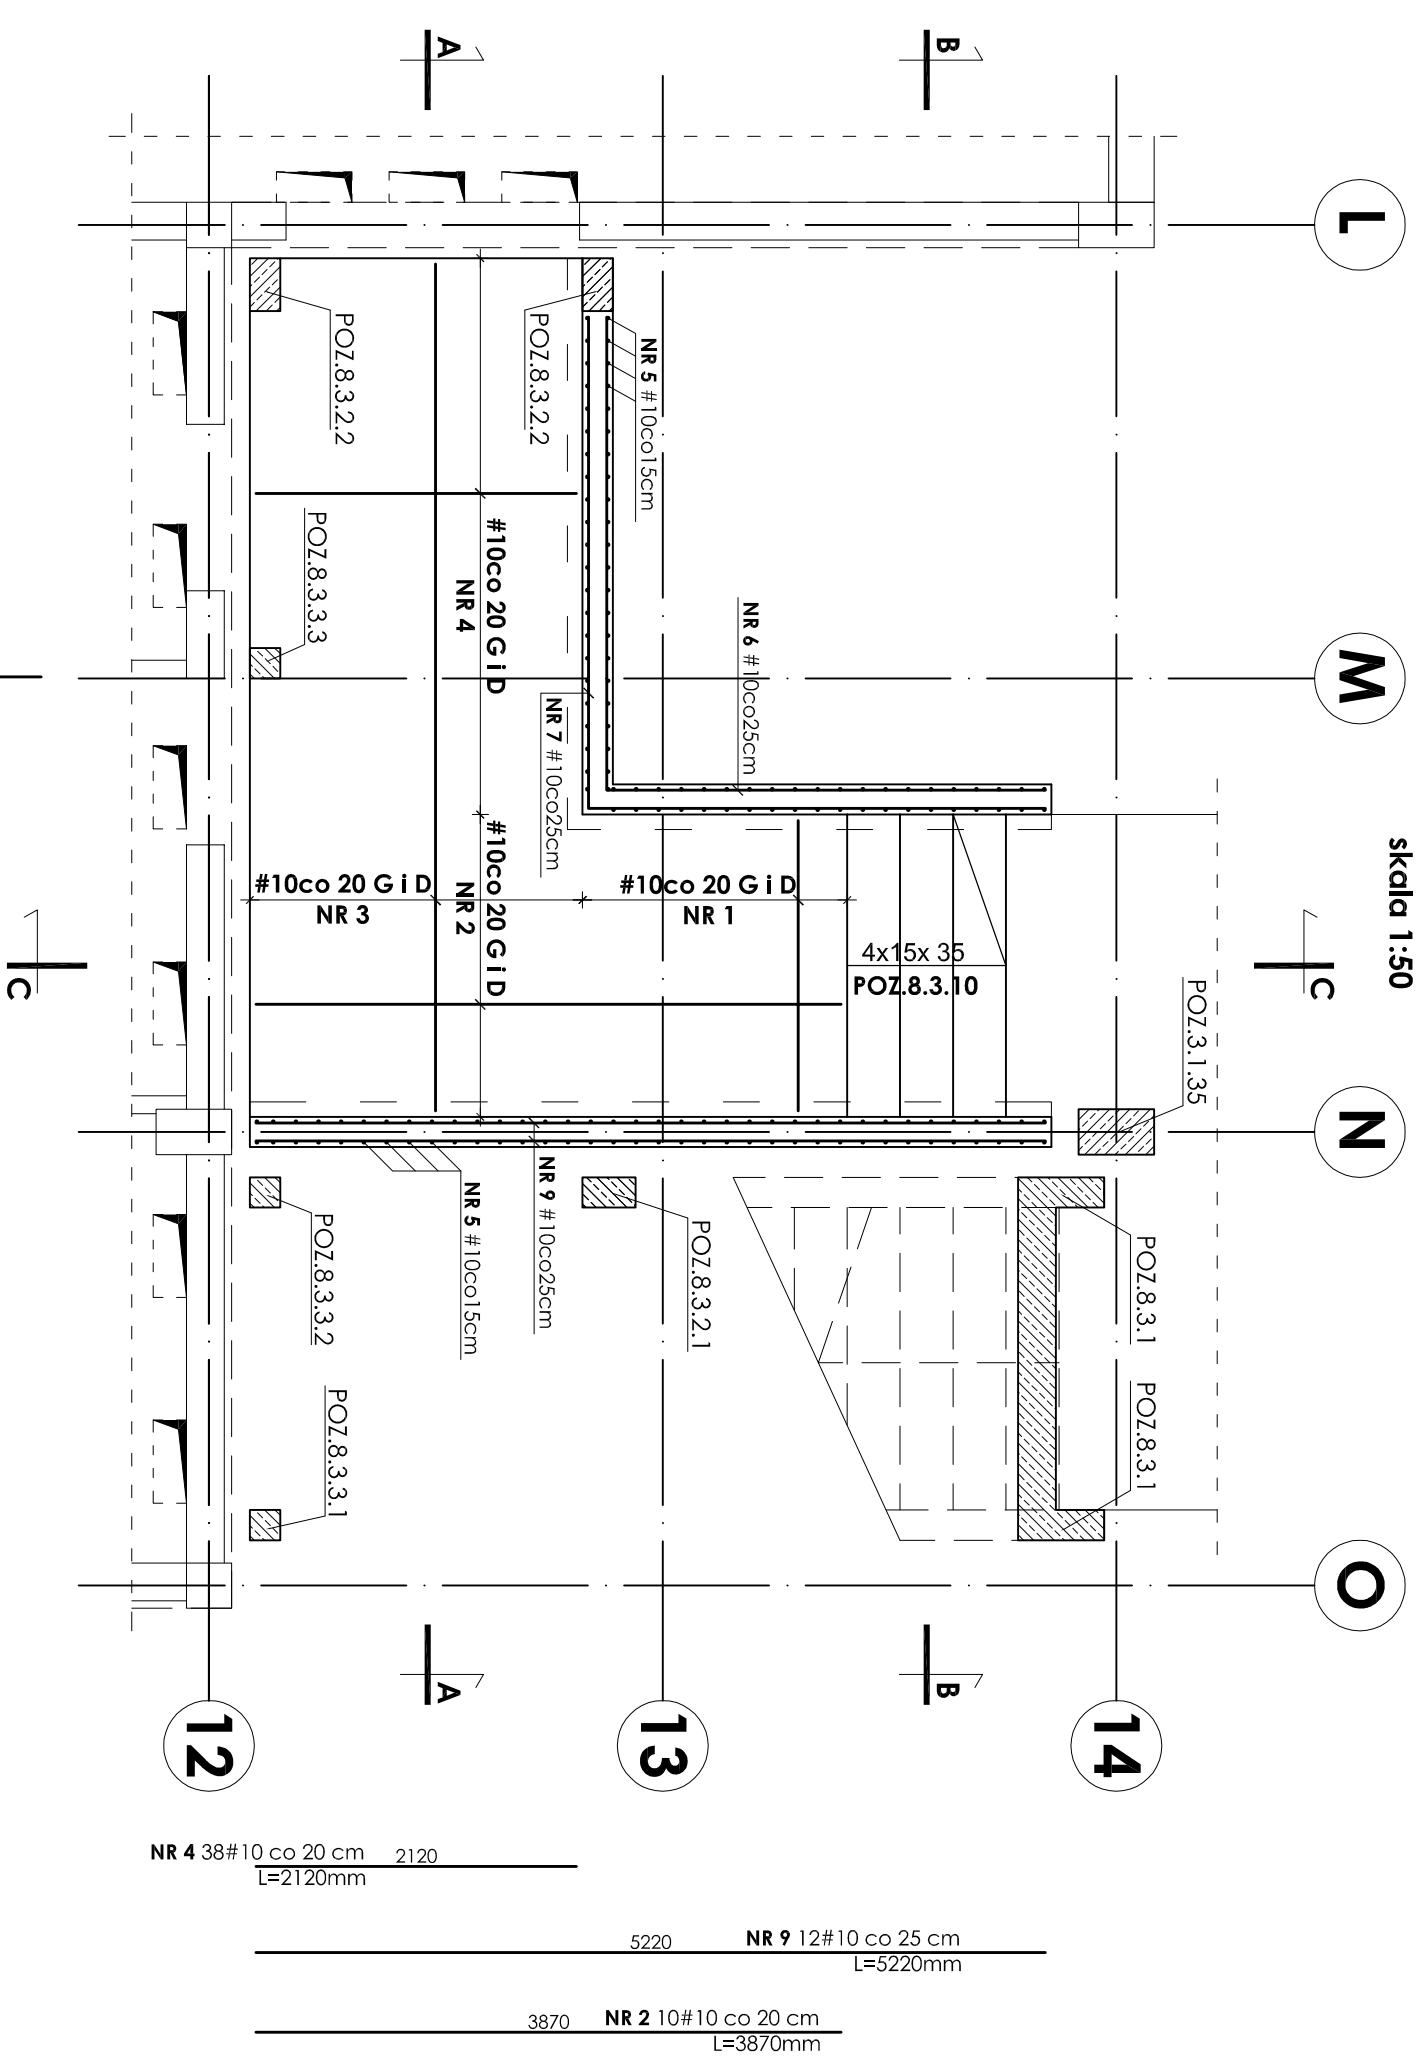 skala 1:50
A
B
L
M
N
O
POZ.8.3.2.2
POZ.8.3.2.2
NR 5 #10co15cm
POZ.8.3.3.3
#10co 20 G i D
NR 4
NR 6 #10co25cm
NR 7 #10co25cm
#10co 20 G i D
NR 3
#10co 20 G i D
NR 2
#10co 20 G i D
NR 1
4x15x 35
POZ.8.3.10
C
C
POZ.3.1.35
NR 9 #10co25cm
NR 5 #10co15cm
POZ.8.3.3.2
POZ.8.3.2.1
POZ.8.3.1
POZ.8.3.1
POZ.8.3.3.1
A
B
12
13
14
NR 4 38#10 co 20 cm 2120
L=2120mm
5220 NR 9 12#10 co 25 cm
L=5220mm
3870 NR 2 10#10 co 20 cm
L=3870mm